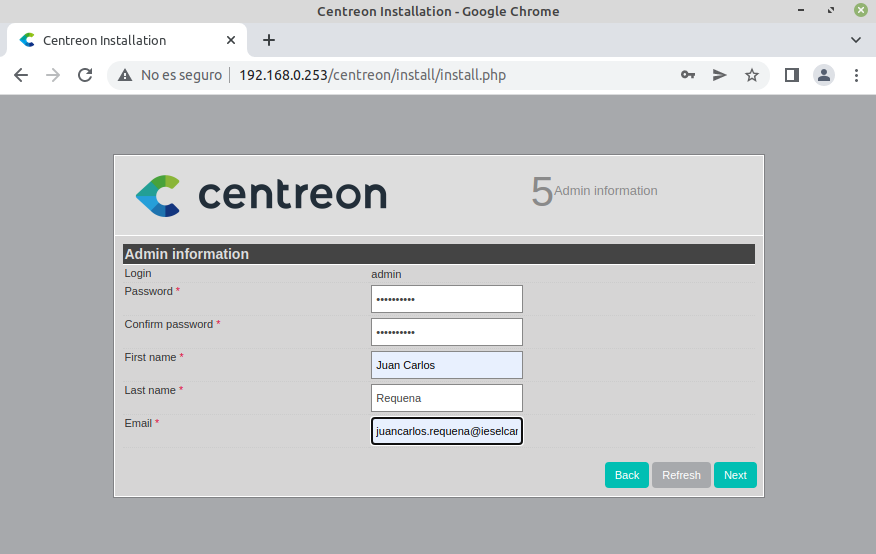 Centreon Installation - Google Chrome
Centreon Installation
No es seguro 192.168.0.253/centreon/install/install.php
centreon
5 Admin information
Admin information
Login admin
Password * ••••••••••
Confirm password * ••••••••••
First name * Juan Carlos
Last name * Requena
Email * juancarlos.requena@ieselcar
Back Refresh Next